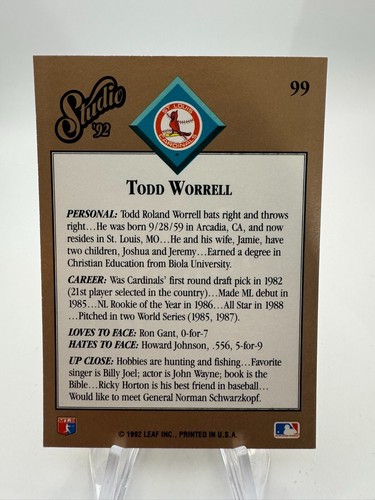 Studio
'92
99
ST. LOUIS
CARDINALS
TODD WORRELL
PERSONAL: Todd Roland Worrell bats right and throws
right...He was born 9/28/59 in Arcadia, CA, and now
resides in St. Louis, MO...He and his wife, Jamie, have
two children, Joshua and Jeremy...Earned a degree in
Christian Education from Biola University.
CAREER: Was Cardinals' first round draft pick in 1982
(21st player selected in the country)...Made ML debut in
1985...NL Rookie of the Year in 1986...All Star in 1988
...Pitched in two World Series (1985, 1987).
LOVES TO FACE: Ron Gant, 0-for-7
HATES TO FACE: Howard Johnson, .556, 5-for-9
UP CLOSE: Hobbies are hunting and fishing...Favorite
singer is Billy Joel; actor is John Wayne; book is the
Bible...Ricky Horton is his best friend in baseball...
Would like to meet General Norman Schwarzkopf.
© 1992 LEAF INC., PRINTED IN U.S.A.